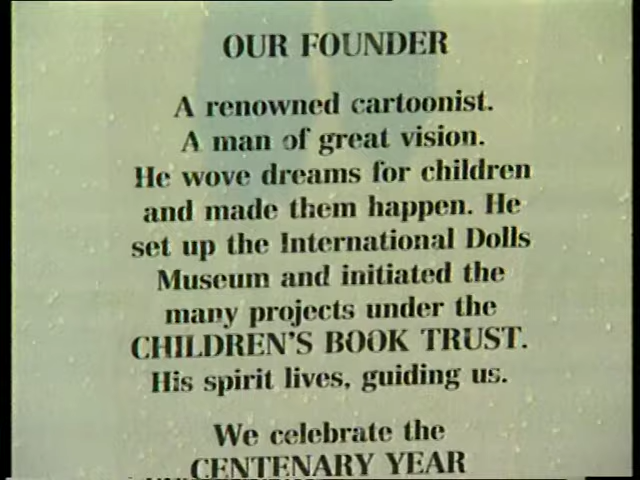 OUR FOUNDER
A renowned cartoonist.
A man of great vision.
He wove dreams for children
and made them happen. He
set up the International Dolls
Museum and initiated the
many projects under the
CHILDREN'S BOOK TRUST.
His spirit lives, guiding us.
We celebrate the
CENTENARY YEAR